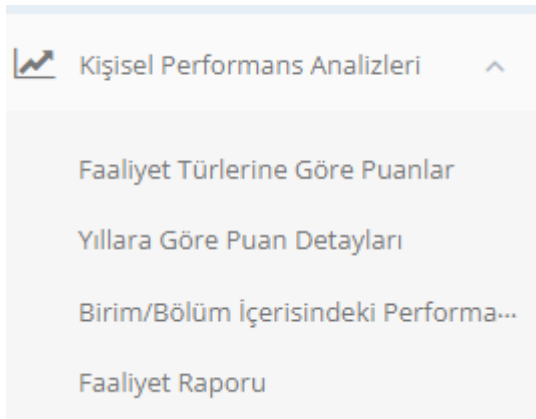 Kişisel Performans Analizleri
Faaliyet Türlerine Göre Puanlar
Yıllara Göre Puan Detayları
Birim/Bölüm İçerisindeki Performa...
Faaliyet Raporu